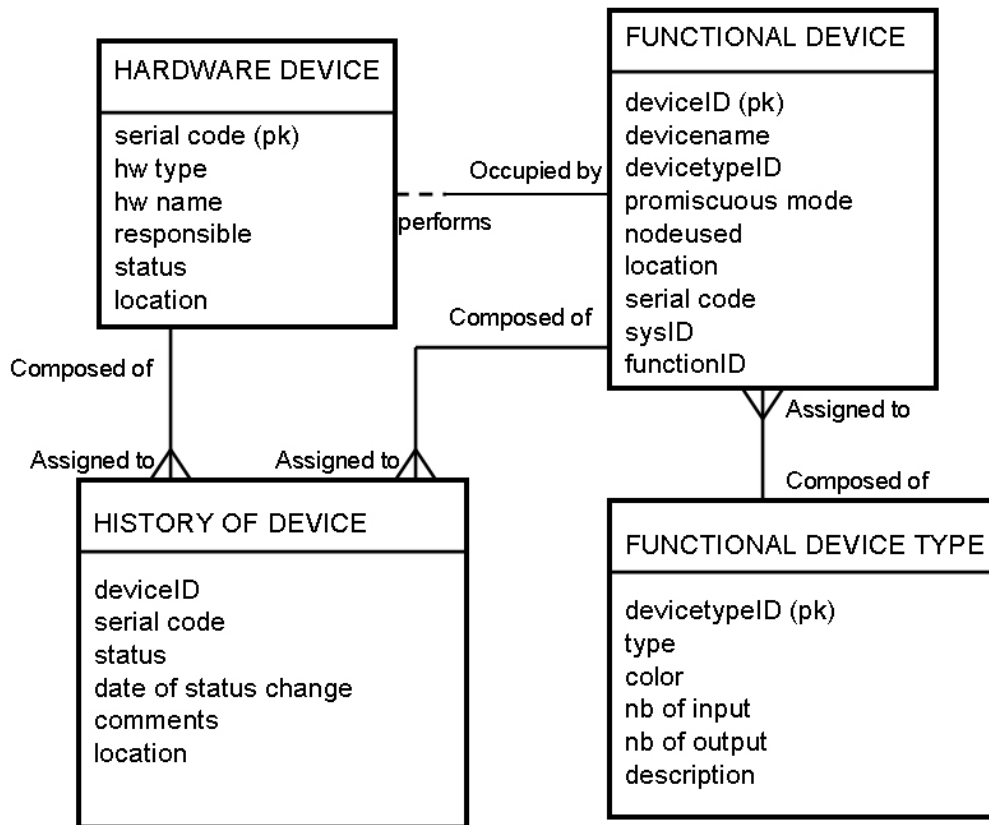 HARDWARE DEVICE
serial code (pk)
hw type
hw name
responsible
status
location
Occupied by
performs
FUNCTIONAL DEVICE
deviceID (pk)
devicename
devicetypeID
promiscuous mode
nodeused
location
serial code
sysID
functionID
Composed of
Assigned to
Composed of
Assigned to
Assigned to
Composed of
HISTORY OF DEVICE
deviceID
serial code
status
date of status change
comments
location
FUNCTIONAL DEVICE TYPE
devicetypeID (pk)
type
color
nb of input
nb of output
description